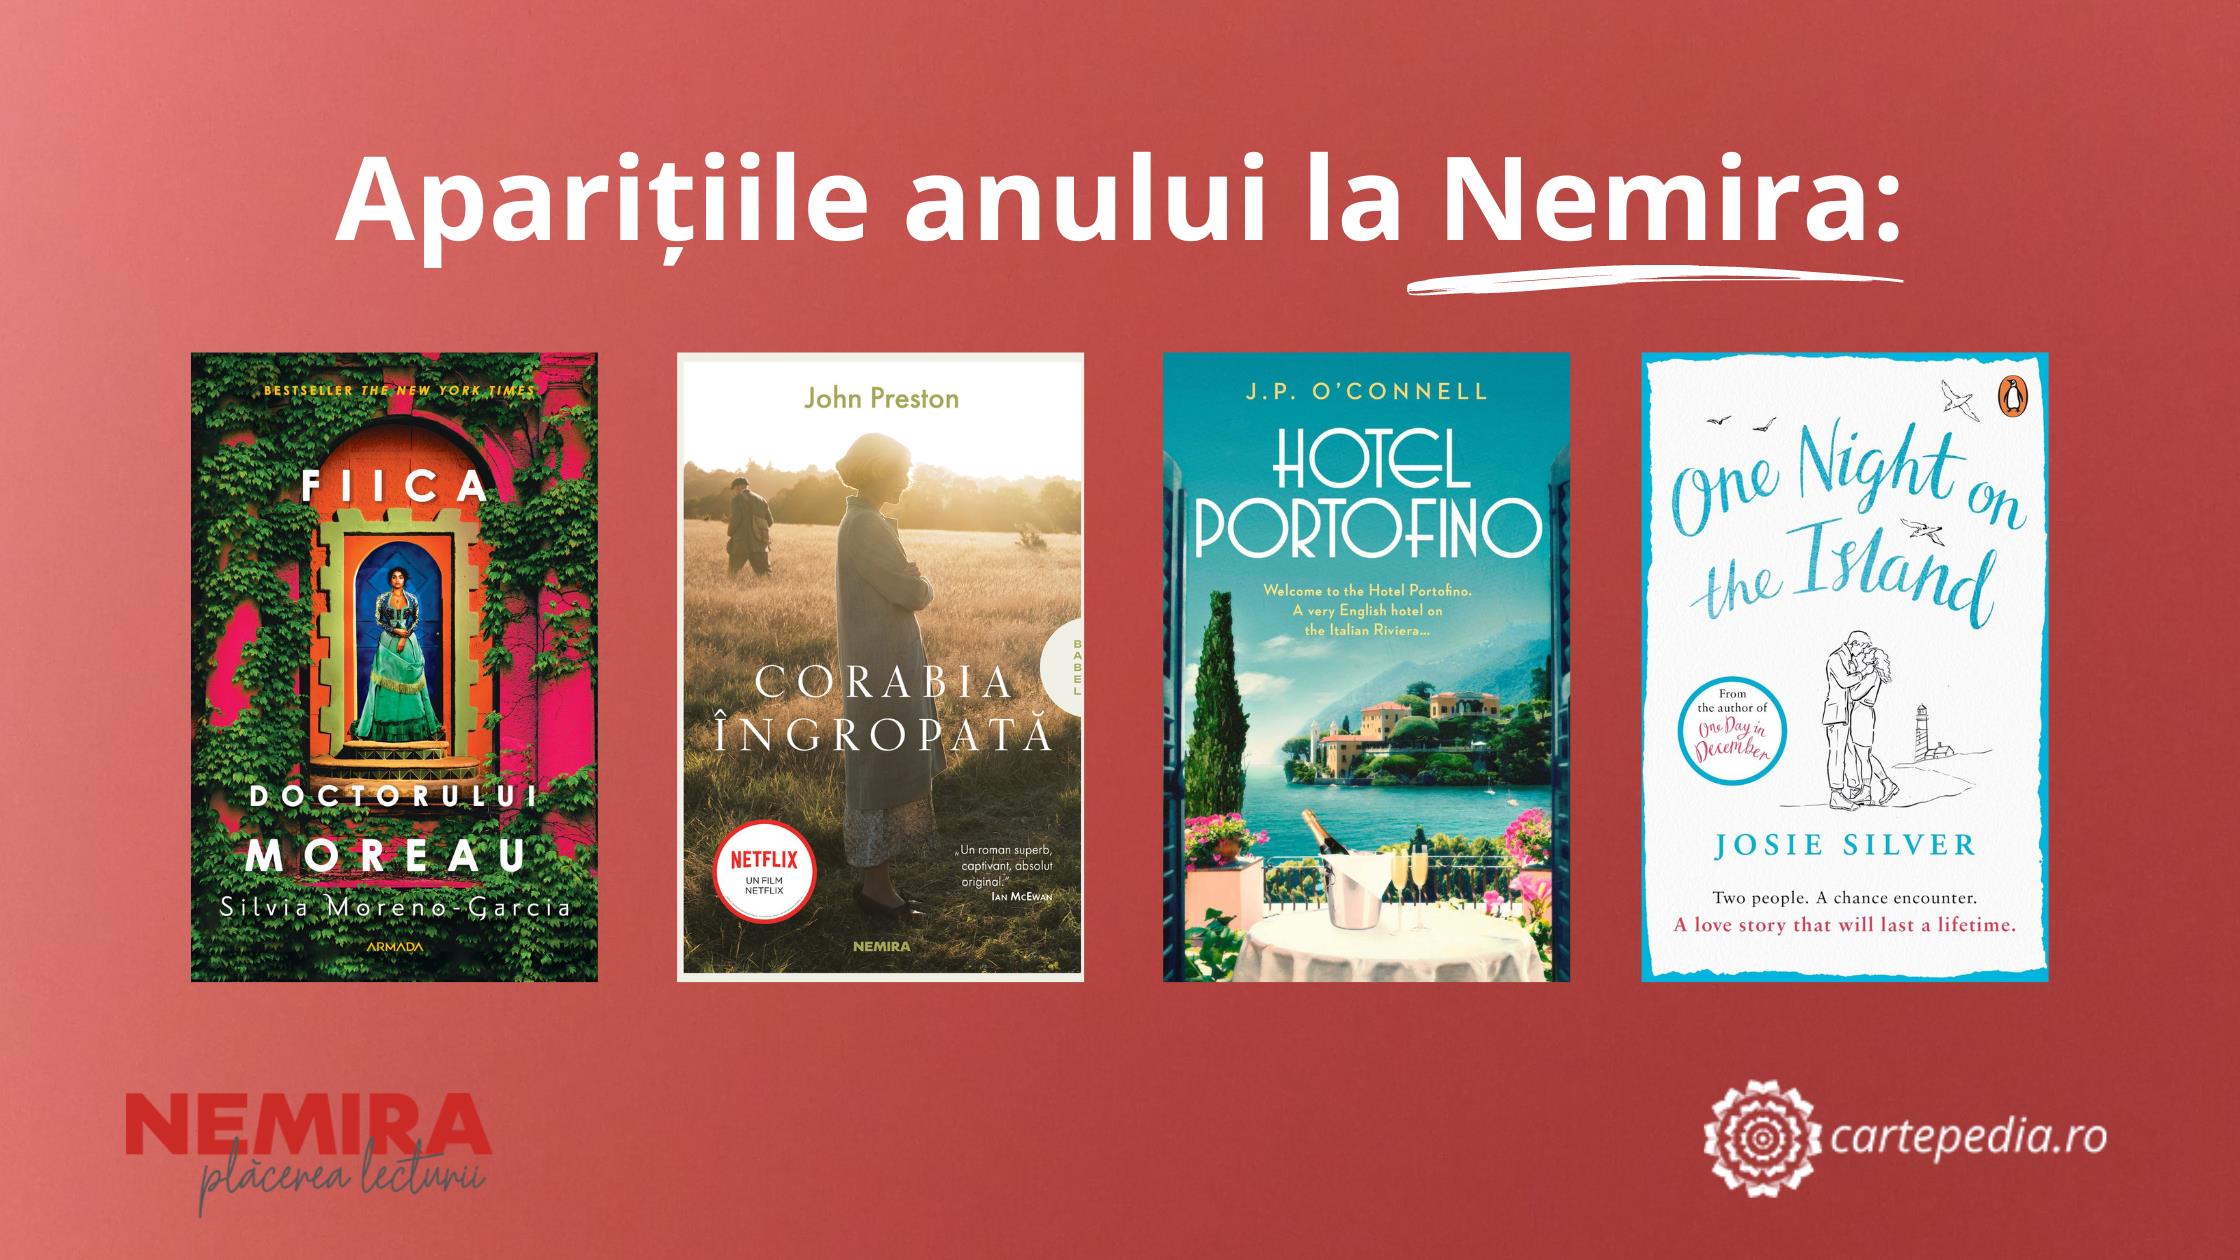 Aparițiile anului la Nemira:
BESTSELLER THE NEW YORK TIMES
FIICA
DOCTORULUI
MOREAU
Silvia Moreno-Garcia
ARMADA
John Preston
BABEL
CORABIA
ÎNGROPATĂ
NETFLIX
UN FILM
NETFLIX
„Un roman superb,
captivant, absolut
original.”
IAN MCEWAN
NEMIRA
J.P. O'CONNELL
HOTEL
PORTOFINO
Welcome to the Hotel Portofino.
A very English hotel on
the Italian Riviera...
One Night on
the Island
From
the author of
One Day in
December
JOSIE SILVER
Two people. A chance encounter.
A love story that will last a lifetime.
NEMIRA
plăcerea lecturii
cartepedia.ro